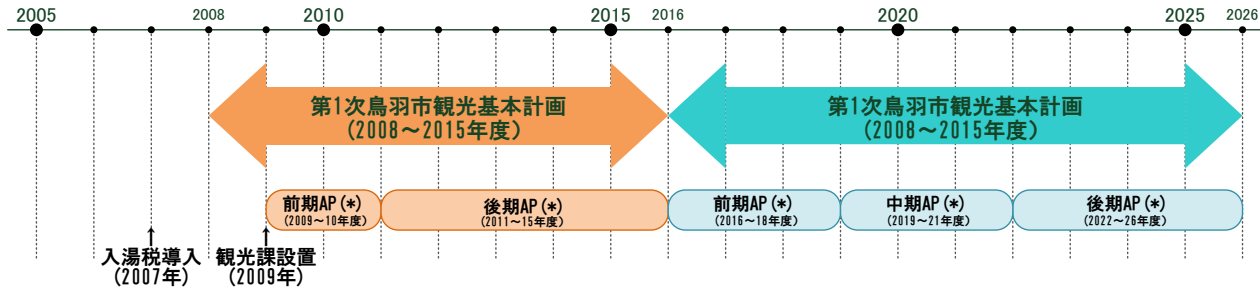 2005
2008
2010
2015
2016
2020
2025
2026
第1次鳥羽市観光基本計画
(2008～2015年度)
第1次鳥羽市観光基本計画
(2008～2015年度)
前期AP(*)
(2009～10年度)
後期AP(*)
(2011～15年度)
前期AP(*)
(2016～18年度)
中期AP(*)
(2019～21年度)
後期AP(*)
(2022～26年度)
入湯税導入
(2007年)
観光課設置
(2009年)